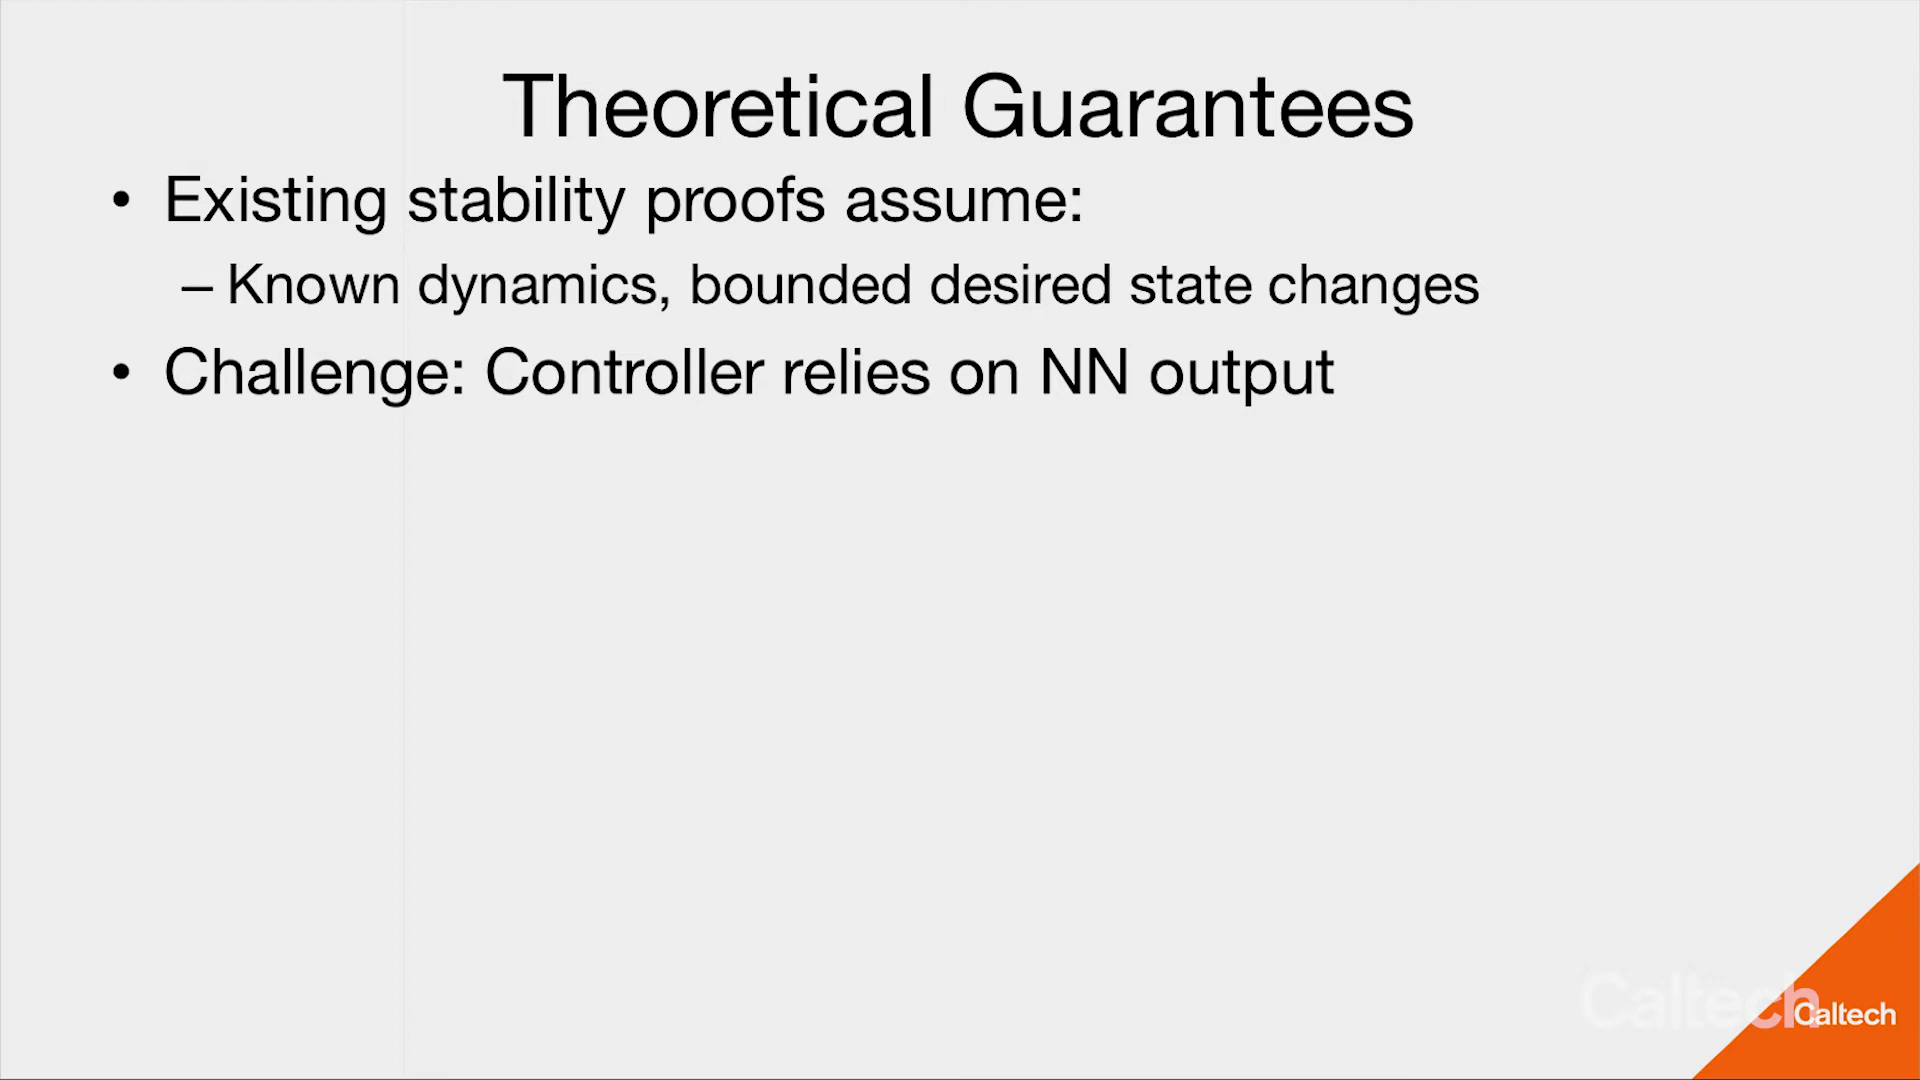 Theoretical Guarantees
• Existing stability proofs assume:
– Known dynamics, bounded desired state changes
• Challenge: Controller relies on NN output
Caltech
Caltech